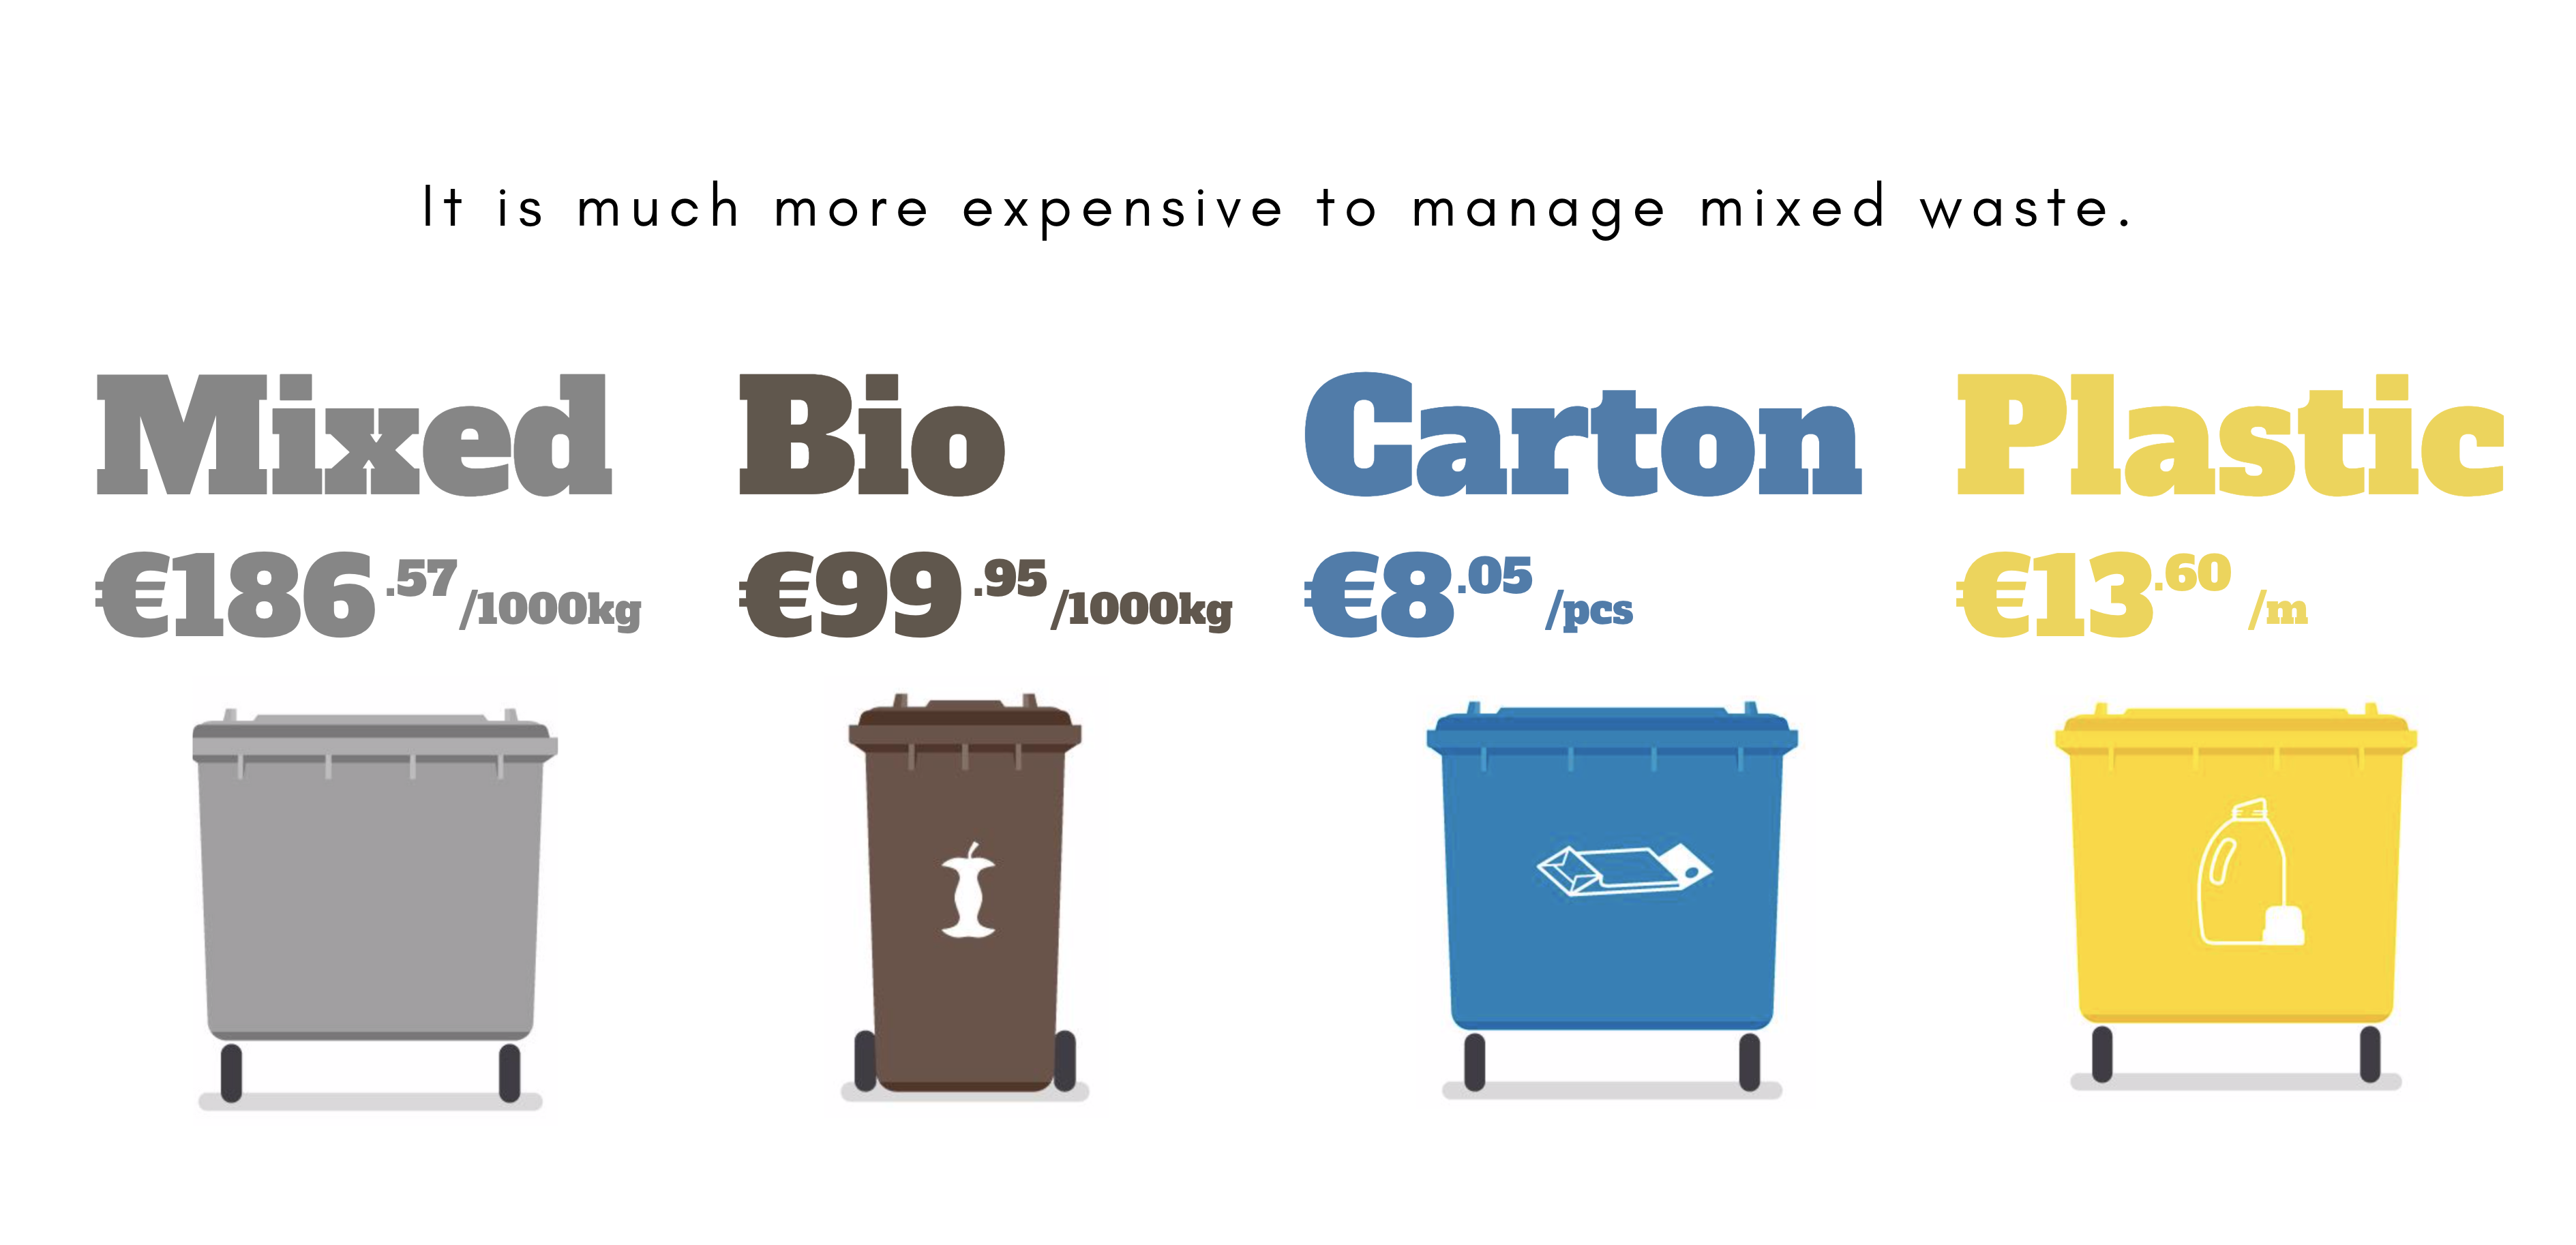 It is much more expensive to manage mixed waste.
Mixed Bio Carton Plastic
€186.57/1000kg €99.95/1000kg €8.05 /pcs €13.60 /m